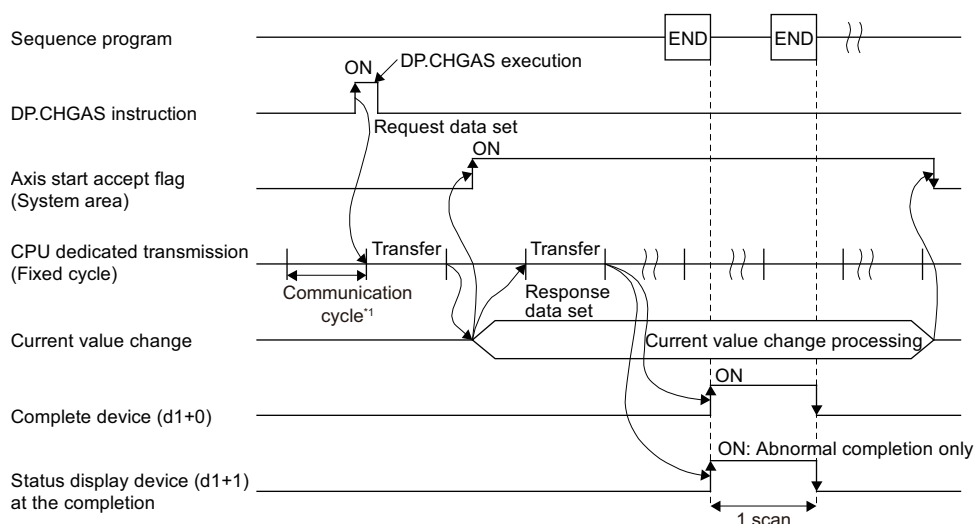 Sequence program
END
END
ON
DP.CHGAS execution
DP.CHGAS instruction
Request data set
ON
Axis start accept flag
(System area)
CPU dedicated transmission
(Fixed cycle)
Transfer
Transfer
Communication
cycle*1
Response
data set
Current value change
Current value change processing
ON
Complete device (d1+0)
ON: Abnormal completion only
Status display device (d1+1)
at the completion
1 scan